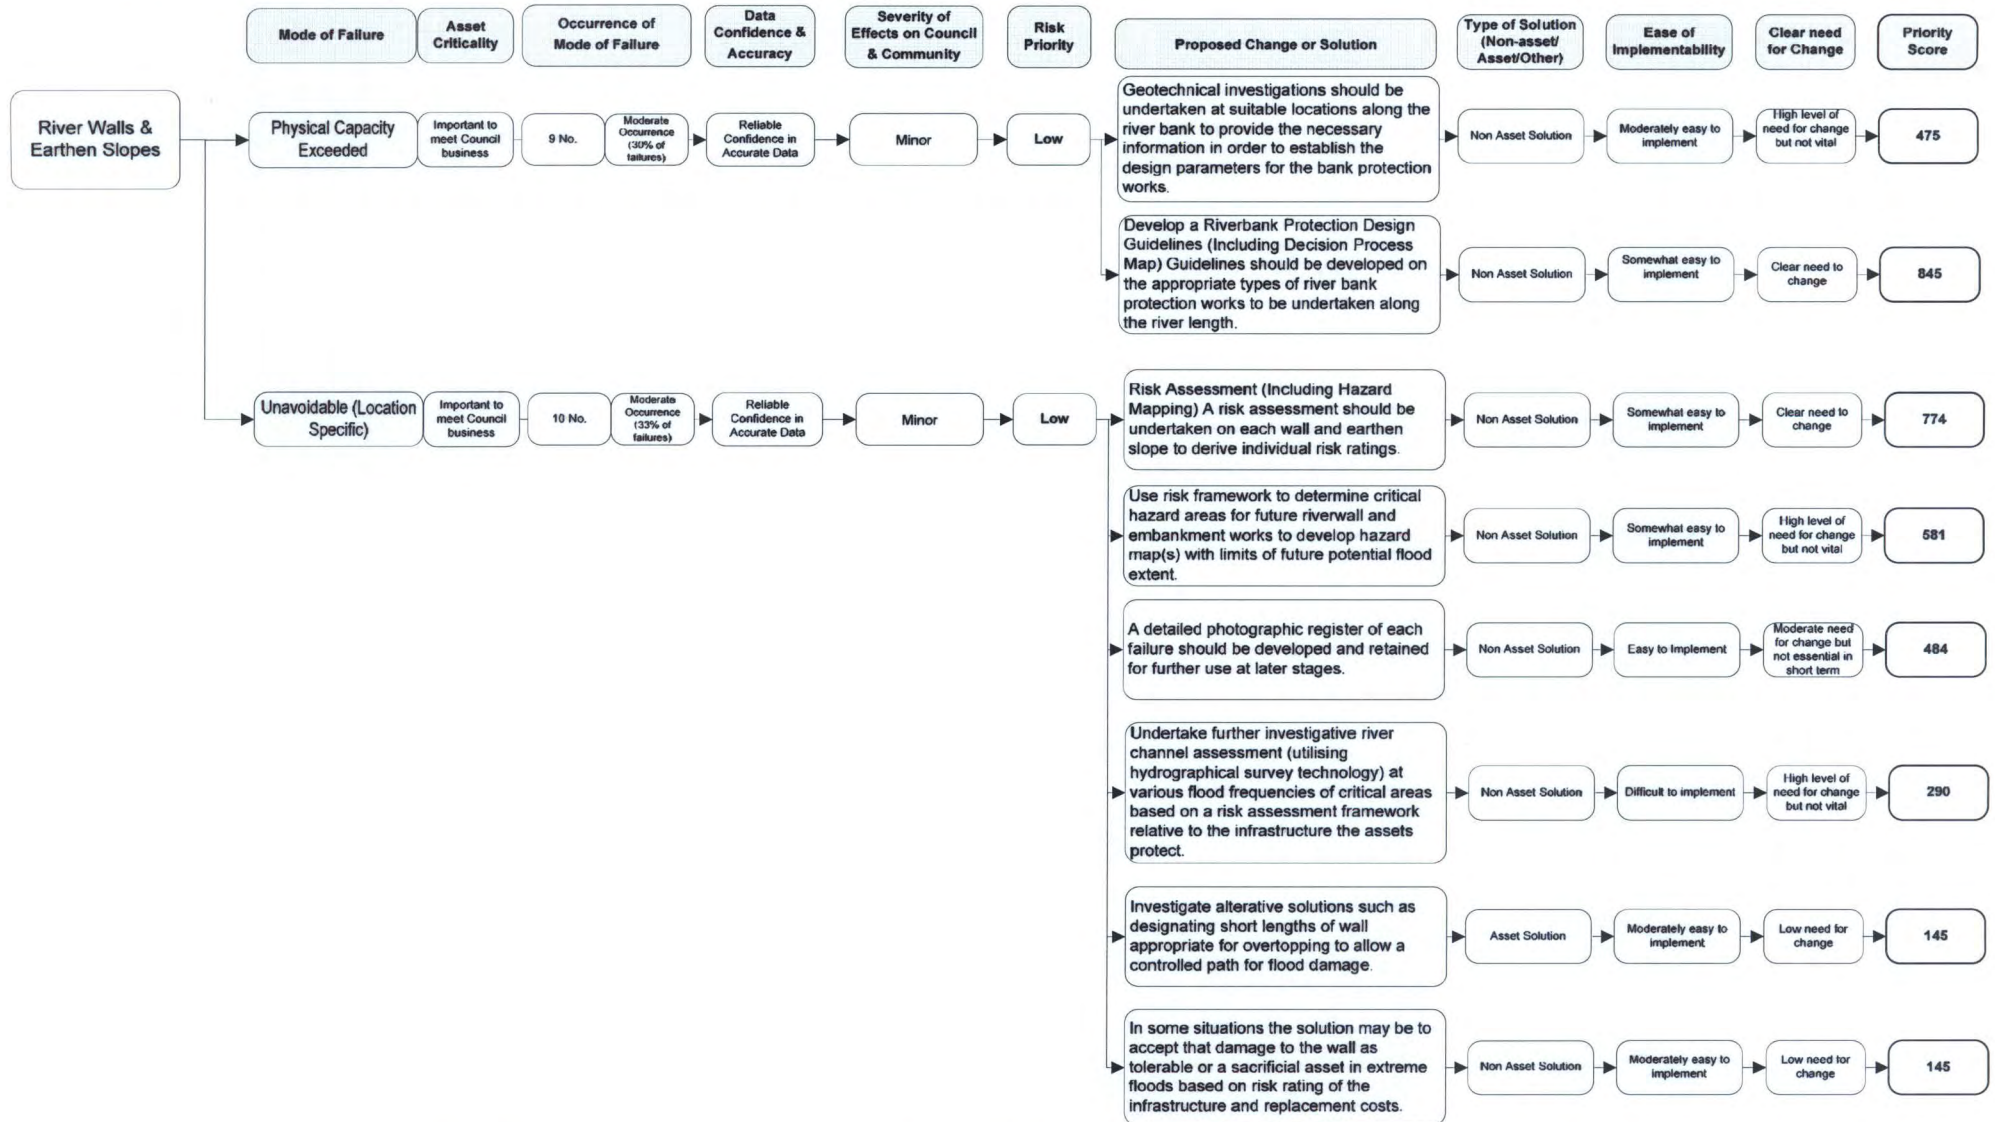 Mode of Failure
Asset
Criticality
Occurrence of
Mode of Failure
Data
Confidence &
Accuracy
Severity of
Effects on Council
& Community
Risk
Priority
Proposed Change or Solution
Type of Solution
(Non-asset/
Asset/Other)
Ease of
Implementability
Clear need
for Change
Priority
Score
River Walls &
Earthen Slopes
Physical Capacity
Exceeded
Important to
meet Council
business
9 No.
Moderate
Occurrence
(30% of
failures)
Reliable
Confidence in
Accurate Data
Minor
Low
Geotechnical investigations should be
undertaken at suitable locations along the
river bank to provide the necessary
information in order to establish the
design parameters for the bank protection
works.
Non Asset Solution
Moderately easy to
implement
High level of
need for change
but not vital
475
Develop a Riverbank Protection Design
Guidelines (Including Decision Process
Map) Guidelines should be developed on
the appropriate types of river bank
protection works to be undertaken along
the river length.
Non Asset Solution
Somewhat easy to
implement
Clear need to
change
845
Unavoidable (Location
Specific)
Important to
meet Council
business
10 No.
Moderate
Occurrence
(33% of
failures)
Reliable
Confidence in
Accurate Data
Minor
Low
Risk Assessment (Including Hazard
Mapping) A risk assessment should be
undertaken on each wall and earthen
slope to derive individual risk ratings.
Non Asset Solution
Somewhat easy to
implement
Clear need to
change
774
Use risk framework to determine critical
hazard areas for future riverwall and
embankment works to develop hazard
map(s) with limits of future potential flood
extent.
Non Asset Solution
Somewhat easy to
implement
High level of
need for change
but not vital
581
A detailed photographic register of each
failure should be developed and retained
for further use at later stages.
Non Asset Solution
Easy to Implement
Moderate need
for change but
not essential in
short term
484
Undertake further investigative river
channel assessment (utilising
hydrographical survey technology) at
various flood frequencies of critical areas
based on a risk assessment framework
relative to the infrastructure the assets
protect.
Non Asset Solution
Difficult to implement
High level of
need for change
but not vital
290
Investigate alterative solutions such as
designating short lengths of wall
appropriate for overtopping to allow a
controlled path for flood damage.
Asset Solution
Moderately easy to
implement
Low need for
change
145
In some situations the solution may be to
accept that damage to the wall as
tolerable or a sacrificial asset in extreme
floods based on risk rating of the
infrastructure and replacement costs.
Non Asset Solution
Moderately easy to
implement
Low need for
change
145